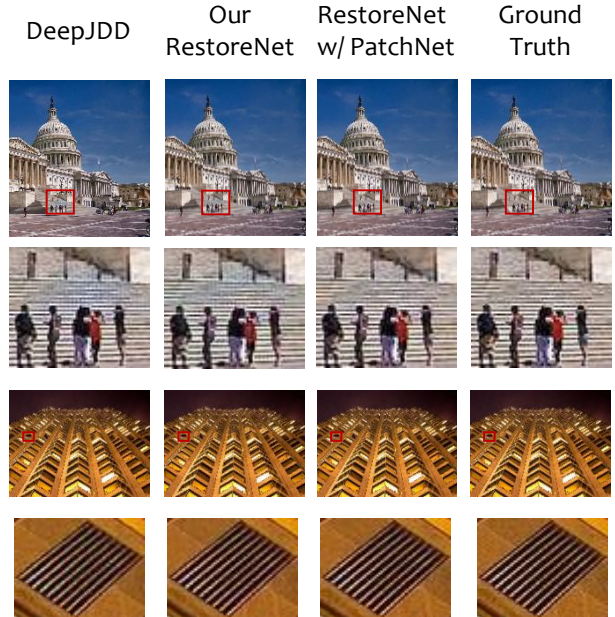 DeepJDD
Our
RestoreNet
RestoreNet
w/ PatchNet
Ground
Truth